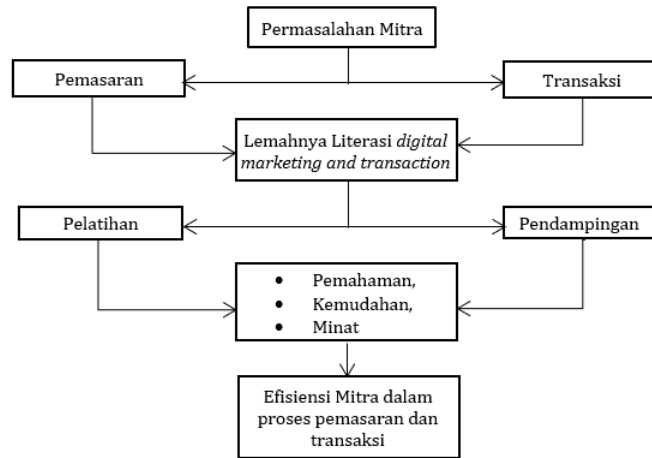 Permasalahan Mitra
Pemasaran
Transaksi
Lemahnya Literasi digital
marketing and transaction
Pelatihan
Pendampingan
• Pemahaman,
• Kemudahan,
• Minat
Efisiensi Mitra dalam
proses pemasaran dan
transaksi